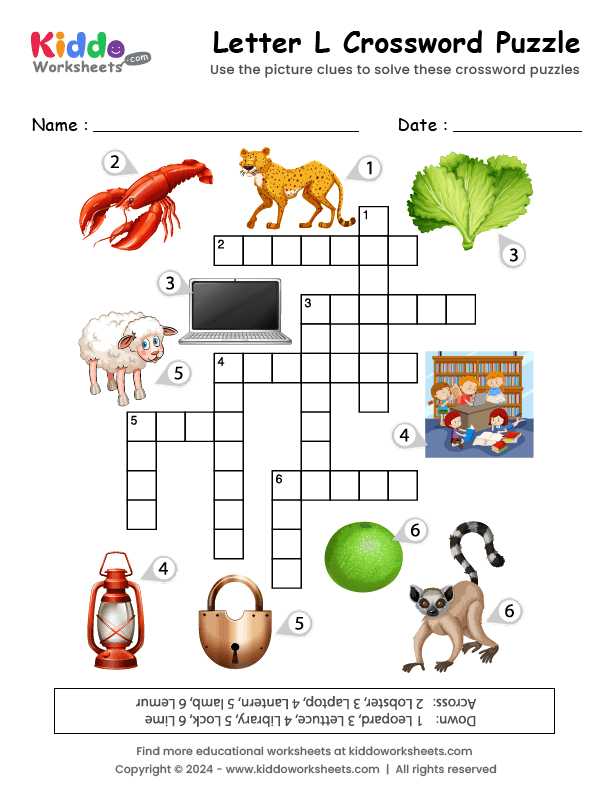 Kiddo
Worksheets.com
Letter L Crossword Puzzle
Use the picture clues to solve these crossword puzzles
Name :
Date :
2
1
3
1
2
3
3
5
4
4
5
6
6
4
5
6
Down:  1 Leopard, 3 Lettuce, 4 Library, 5 Lock, 6 Lime
Across:  2 Lobster, 3 Laptop, 4 Lantern, 5 lamb, 6 Lemur
Find more educational worksheets at kiddoworksheets.com
Copyright © 2024 - www.kiddoworksheets.com | All rights reserved